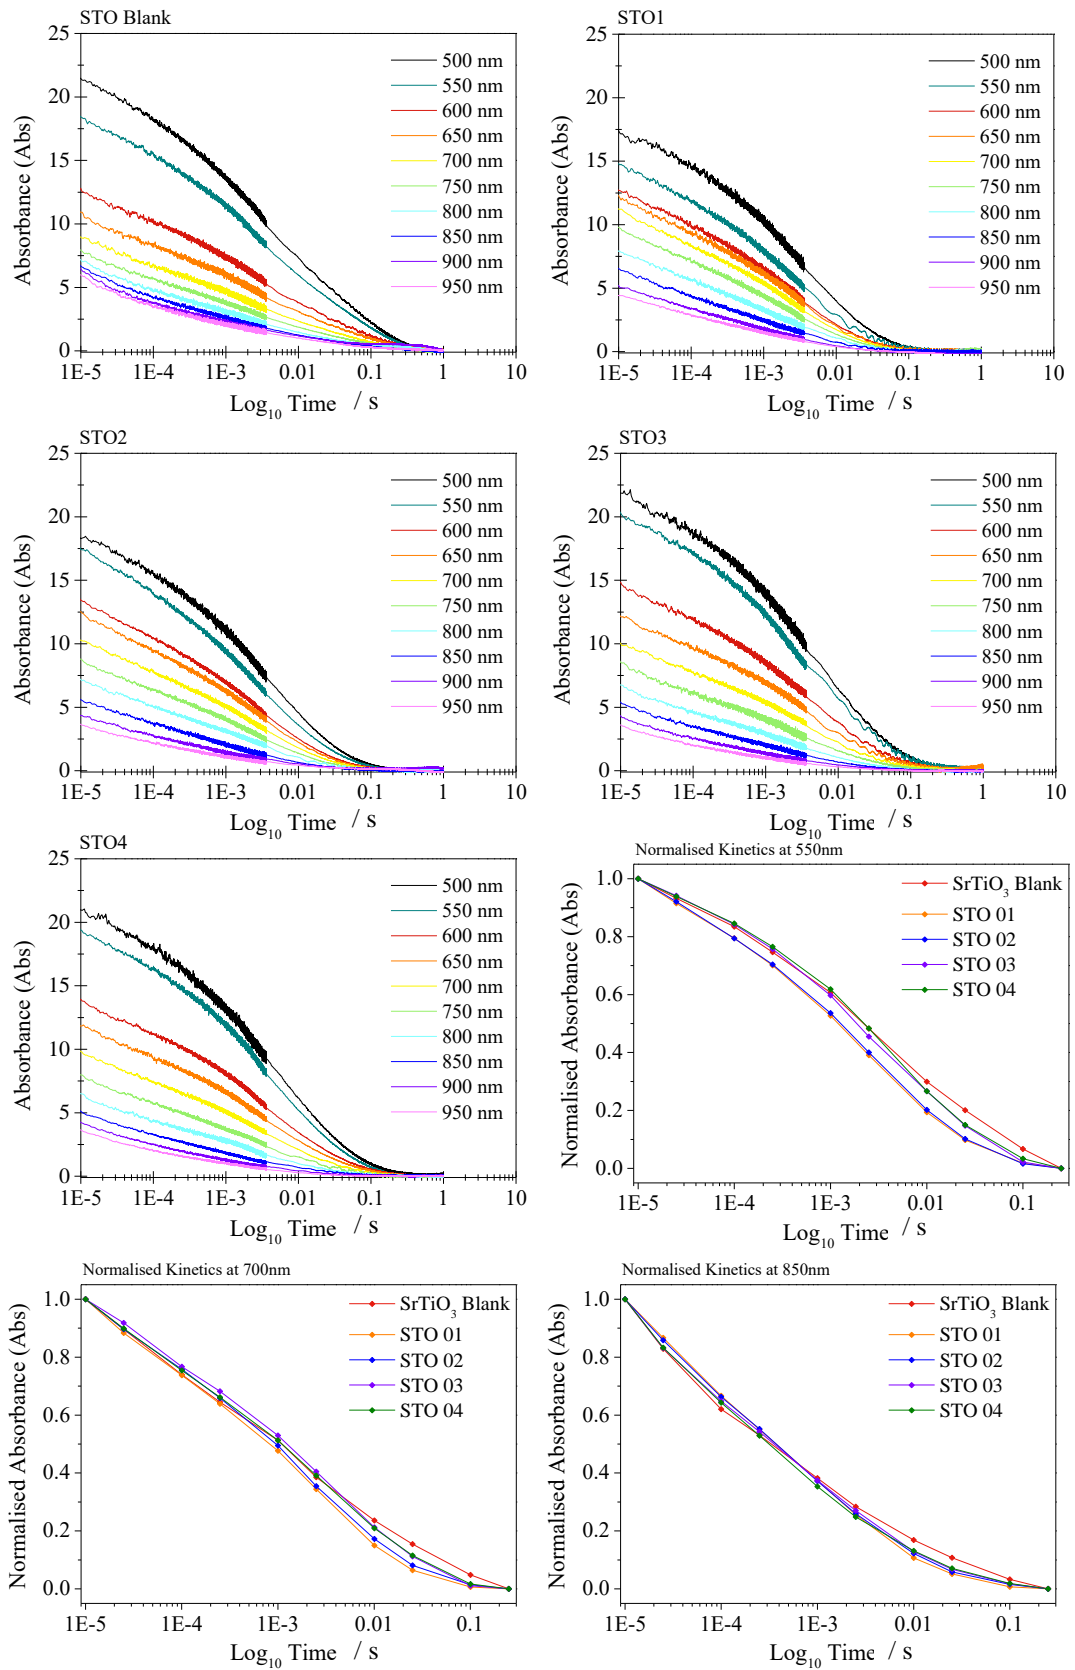 STO Blank
25
20
15
10
5
0
Absorbance (Abs)
500 nm
550 nm
600 nm
650 nm
700 nm
750 nm
800 nm
850 nm
900 nm
950 nm
1E-5 1E-4 1E-3 0.01 0.1 1 10
Log10 Time / s
STO1
25
20
15
10
5
0
Absorbance (Abs)
500 nm
550 nm
600 nm
650 nm
700 nm
750 nm
800 nm
850 nm
900 nm
950 nm
1E-5 1E-4 1E-3 0.01 0.1 1 10
Log10 Time / s
STO2
25
20
15
10
5
0
Absorbance (Abs)
500 nm
550 nm
600 nm
650 nm
700 nm
750 nm
800 nm
850 nm
900 nm
950 nm
1E-5 1E-4 1E-3 0.01 0.1 1 10
Log10 Time / s
STO3
25
20
15
10
5
0
Absorbance (Abs)
500 nm
550 nm
600 nm
650 nm
700 nm
750 nm
800 nm
850 nm
900 nm
950 nm
1E-5 1E-4 1E-3 0.01 0.1 1 10
Log10 Time / s
STO4
25
20
15
10
5
0
Absorbance (Abs)
500 nm
550 nm
600 nm
650 nm
700 nm
750 nm
800 nm
850 nm
900 nm
950 nm
1E-5 1E-4 1E-3 0.01 0.1 1 10
Log10 Time / s
Normalised Kinetics at 550nm
1.0
0.8
0.6
0.4
0.2
0.0
Normalised Absorbance (Abs)
SrTiO3 Blank
STO 01
STO 02
STO 03
STO 04
1E-5 1E-4 1E-3 0.01 0.1
Log10 Time / s
Normalised Kinetics at 700nm
1.0
0.8
0.6
0.4
0.2
0.0
Normalised Absorbance (Abs)
SrTiO3 Blank
STO 01
STO 02
STO 03
STO 04
1E-5 1E-4 1E-3 0.01 0.1
Log10 Time / s
Normalised Kinetics at 850nm
1.0
0.8
0.6
0.4
0.2
0.0
Normalised Absorbance (Abs)
SrTiO3 Blank
STO 01
STO 02
STO 03
STO 04
1E-5 1E-4 1E-3 0.01 0.1
Log10 Time / s